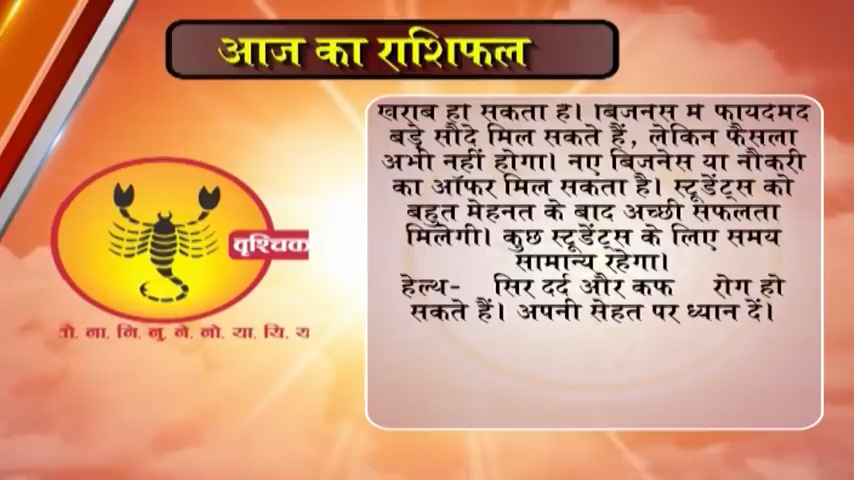 आज का राशिफल
खराब हो सकता है। बिजनेस में फायदेमंद
बड़े सौदे मिल सकते हैं, लेकिन फैसला
अभी नहीं होगा। नए बिजनेस या नौकरी
का ऑफर मिल सकता है। स्टूडेंट्स को
बहुत मेहनत के बाद अच्छी सफलता
मिलेगी। कुछ स्टूडेंट्स के लिए समय
सामान्य रहेगा।
हेल्थ- सिर दर्द और कफ रोग हो
सकते हैं। अपनी सेहत पर ध्यान दें।
वृश्चिक
ना, नि, नु, ने, नो, या, यि, य